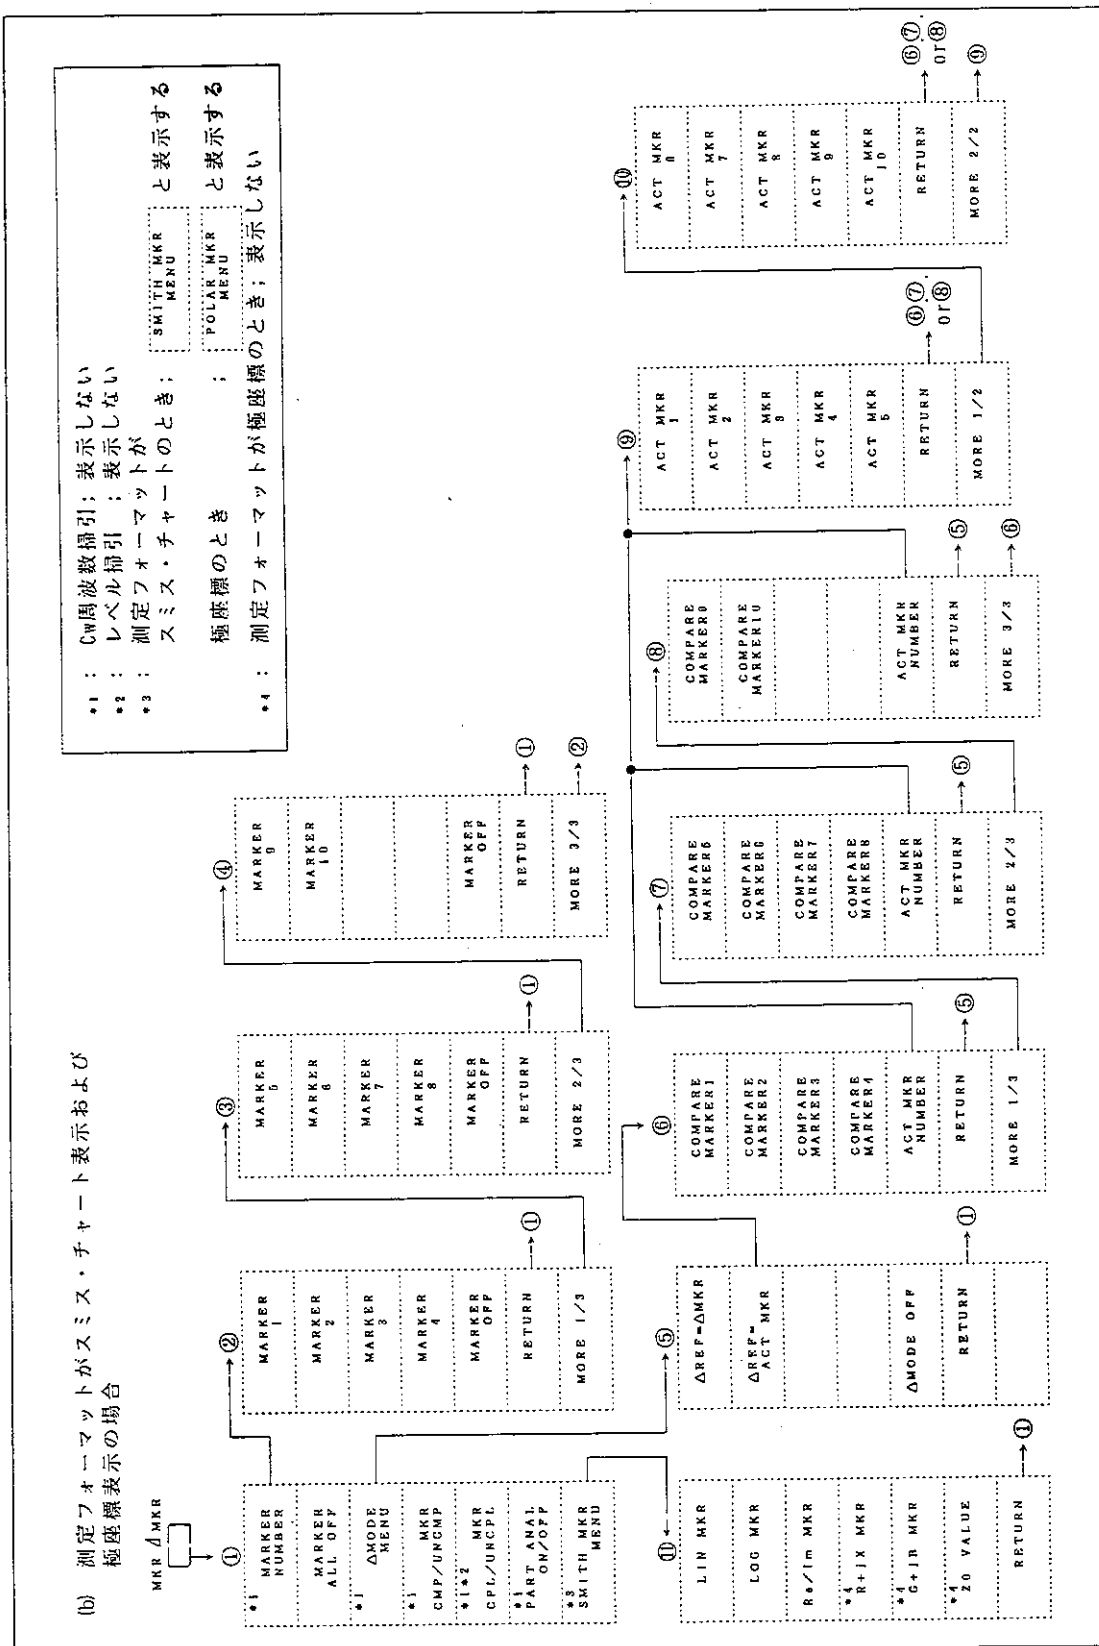 (b) 測定フォーマットがスミス・チャート表示および
極座標表示の場合
MKR ΔMKR
①
*1 MARKER
NUMBER
MARKER
ALL OFF
*1 ΔMODE
MENU
*1 MKR
CMP/UNCMP
*1*2 MKR
CPL/UNCPL
*1 PART ANAL
ON/OFF
*3 SMITH MKR
MENU
②
MARKER
1
MARKER
2
MARKER
3
MARKER
4
MARKER
OFF
RETURN
①
MORE 1/3
③
MARKER
5
MARKER
6
MARKER
7
MARKER
8
MARKER
OFF
RETURN
①
MORE 2/3
④
MARKER
9
MARKER
10
MARKER
OFF
RETURN
①
MORE 3/3
②
*1 : CW周波数掃引; 表示しない
*2 : レベル掃引 ; 表示しない
*3 : 測定フォーマットが
スミス・チャートのとき; SMITH MKR
MENU と表示する
極座標のとき ; POLAR MKR
MENU と表示する
*4 : 測定フォーマットが極座標のとき; 表示しない
⑪
LIN MKR
LOG MKR
Re/Im MKR
*4 R+jX MKR
*4 G+jB MKR
*4 Z0 VALUE
RETURN
①
⑤
ΔREF=ΔMKR
ΔREF=
ACT MKR
ΔMODE OFF
RETURN
①
⑥
COMPARE
MARKER1
COMPARE
MARKER2
COMPARE
MARKER3
COMPARE
MARKER4
ACT MKR
NUMBER
RETURN
⑤
MORE 1/3
⑦
COMPARE
MARKER5
COMPARE
MARKER6
COMPARE
MARKER7
COMPARE
MARKER8
ACT MKR
NUMBER
RETURN
⑤
MORE 2/3
⑧
COMPARE
MARKER9
COMPARE
MARKER10
ACT MKR
NUMBER
RETURN
⑤
MORE 3/3
⑥
⑨
ACT MKR
1
ACT MKR
2
ACT MKR
3
ACT MKR
4
ACT MKR
5
RETURN
⑥⑦
or⑧
MORE 1/2
⑩
ACT MKR
6
ACT MKR
7
ACT MKR
8
ACT MKR
9
ACT MKR
10
RETURN
⑥⑦
or⑧
MORE 2/2
⑨